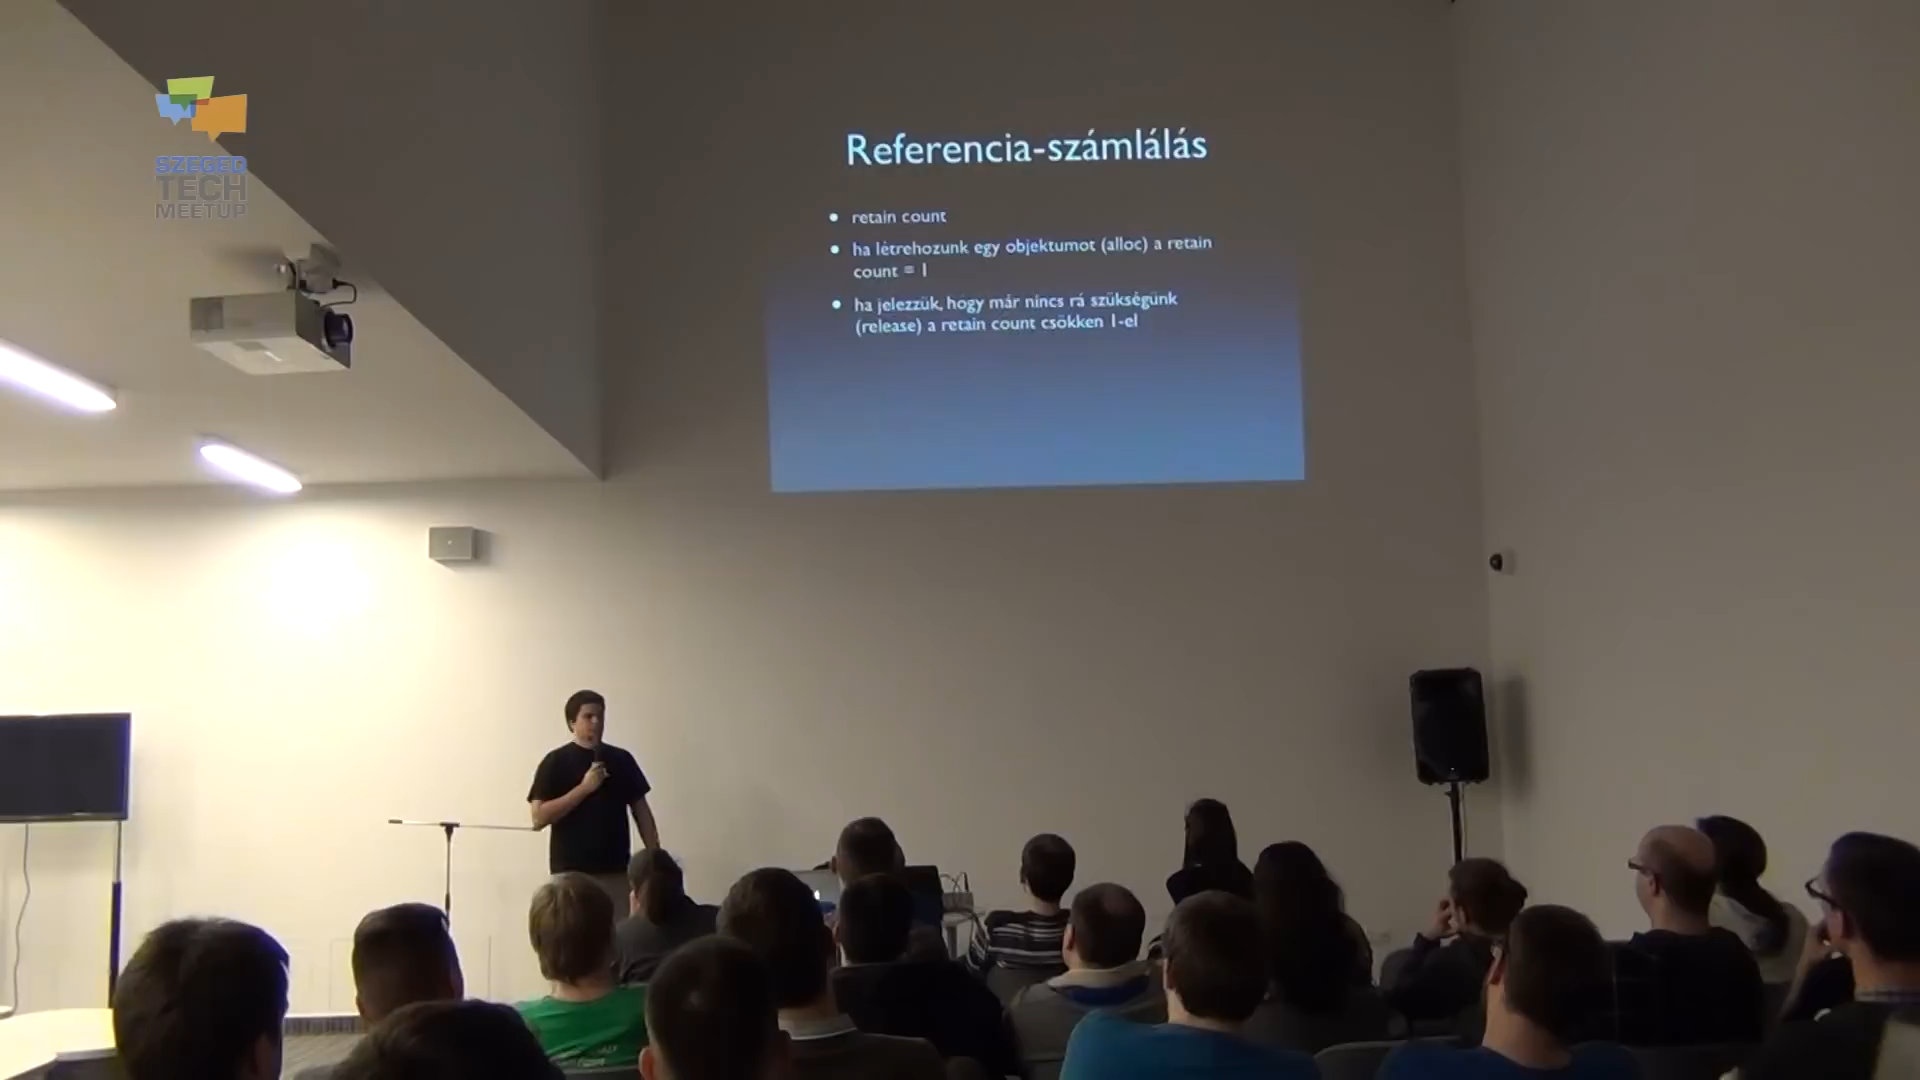 SZEGED
TECH
MEETUP
Referencia-számlálás
• retain count
• ha létrehozunk egy objektumot (alloc) a retain
count = 1
• ha jelezzük, hogy már nincs rá szükségünk
(release) a retain count csökken 1-el